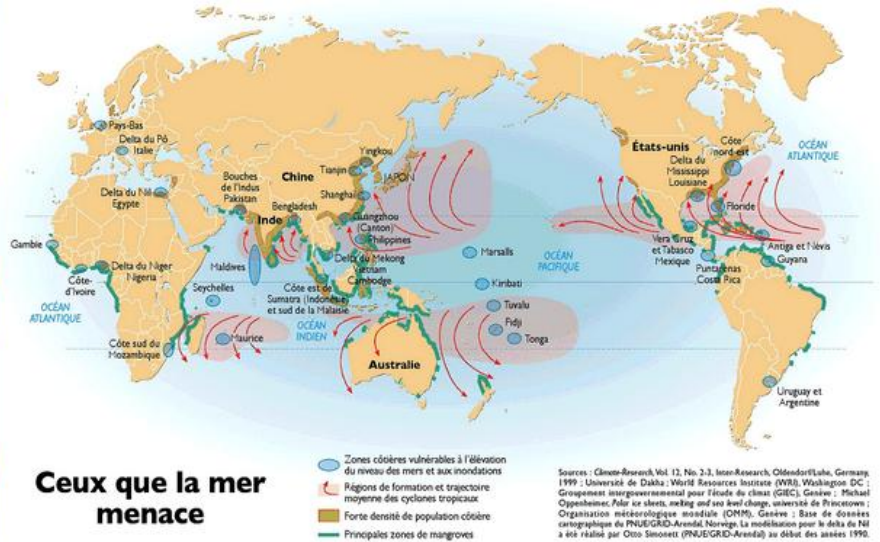 Pays-Bas
Delta du Pô
Italie
Delta du Nil
Egypte
Bouches
de l'Indus
Pakistan
Chine
Yingkou
Tianjin
JAPON
Shanghai
Bengladesh
Inde
Guangzhou
(Canton)
Philippines
Delta du Mekong
Vietnam
Cambodge
Gambie
Côte-
d'Ivoire
Delta du Niger
Nigeria
Maldives
Seychelles
Côte est de
Sumatra (Indonésie)
et sud de la Malaisie
OCÉAN
ATLANTIQUE
OCÉAN
INDIEN
Maurice
Côte sud du
Mozambique
Australie
Marsalls
Kiribati
Tuvalu
Fidji
Tonga
OCÉAN
PACIFIQUE
États-unis
Côte
nord-est
OCÉAN
ATLANTIQUE
Delta du
Mississippi
Louisiane
Floride
Vera Cruz
et Tabasco
Mexique
Antiga et Névis
Guyana
Puntarenas
Costa Rica
Uruguay et
Argentine
Ceux que la mer
menace
Zones côtières vulnérables à l'élévation
du niveau des mers et aux inondations
Régions de formation et trajectoire
moyenne des cyclones tropicaux
Forte densité de population côtière
Principales zones de mangroves
Sources : Climate-Research, Vol. 12, No. 2-3, Inter-Research, Oldendorf/Luhe, Germany,
1999 ; Université de Dakha ; World Resources Institute (WRI), Washington DC ;
Groupement intergouvernemental pour l'étude du climat (GIEC), Genève ; Michael
Oppenheimer, Polar ice sheets, melting and sea level change, université de Princetown ;
Organisation météorologique mondiale (OMM), Genève ; Base de données
cartographique du PNUE/GRID-Arendal, Norvège. La modélisation pour le delta du Nil
a été réalisé par Otto Simonett (PNUE/GRID-Arendal) au début des années 1990.